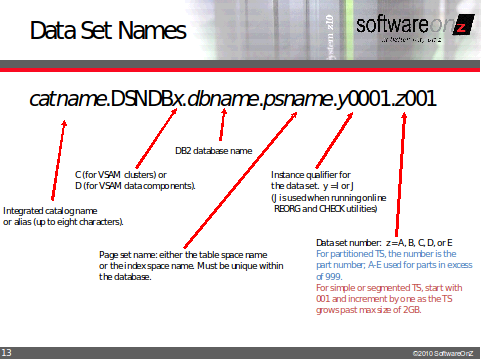 Data Set Names
system z10
softwareonz
catname.DSNDBx.dbname.psname.y0001.z001
DB2 database name
C (for VSAM clusters) or
D (for VSAM data components).
Instance qualifier for
the data set. y = I or J
(J is used when running online
REORG and CHECK utilities)
Integrated catalog name
or alias (up to eight characters).
Page set name: either the table space name
or the index space name. Must be unique within
the database.
Data set number: z= A, B, C, D, or E
For partitioned TS, the number is the
part number; A-E used for parts in excess
of 999.
For simple or segmented TS, start with
001 and increment by one as the TS
grows past max size of 2GB.
13
©2010 SoftwareOnZ